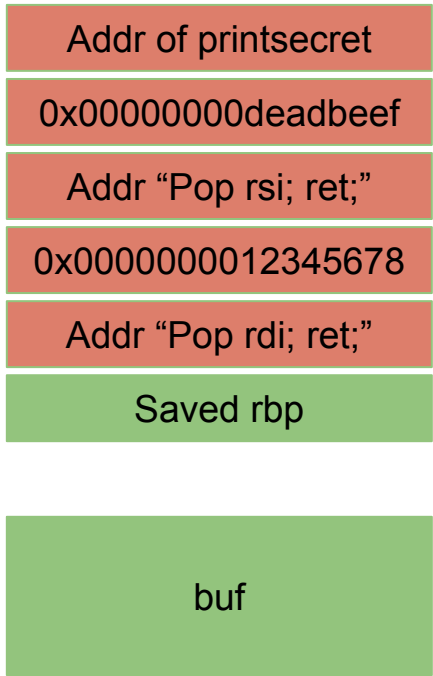 Addr of printsecret
0x00000000deadbeef
Addr “Pop rsi; ret;”
0x0000000012345678
Addr “Pop rdi; ret;”
Saved rbp
buf